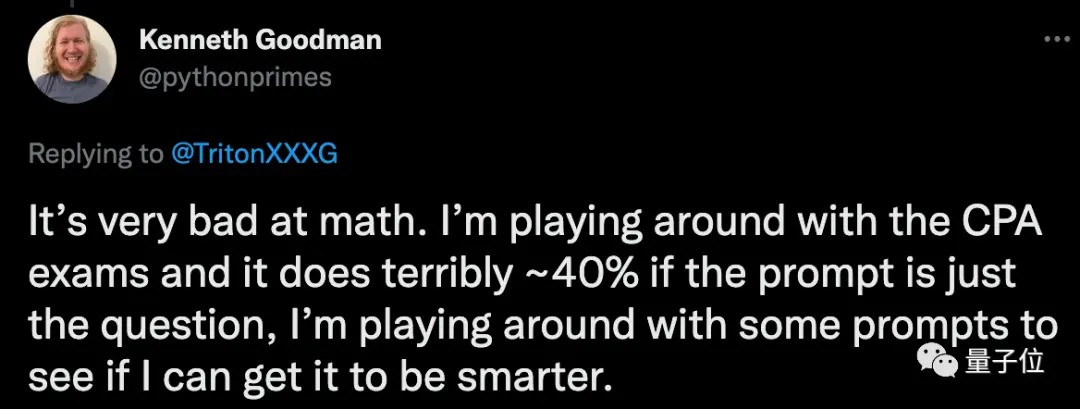 Kenneth Goodman
@pythonprimes
Replying to @TritonXXXG
It’s very bad at math. I’m playing around with the CPA
exams and it does terribly ~40% if the prompt is just
the question, I’m playing around with some prompts to
see if I can get it to be smarter.
量子位